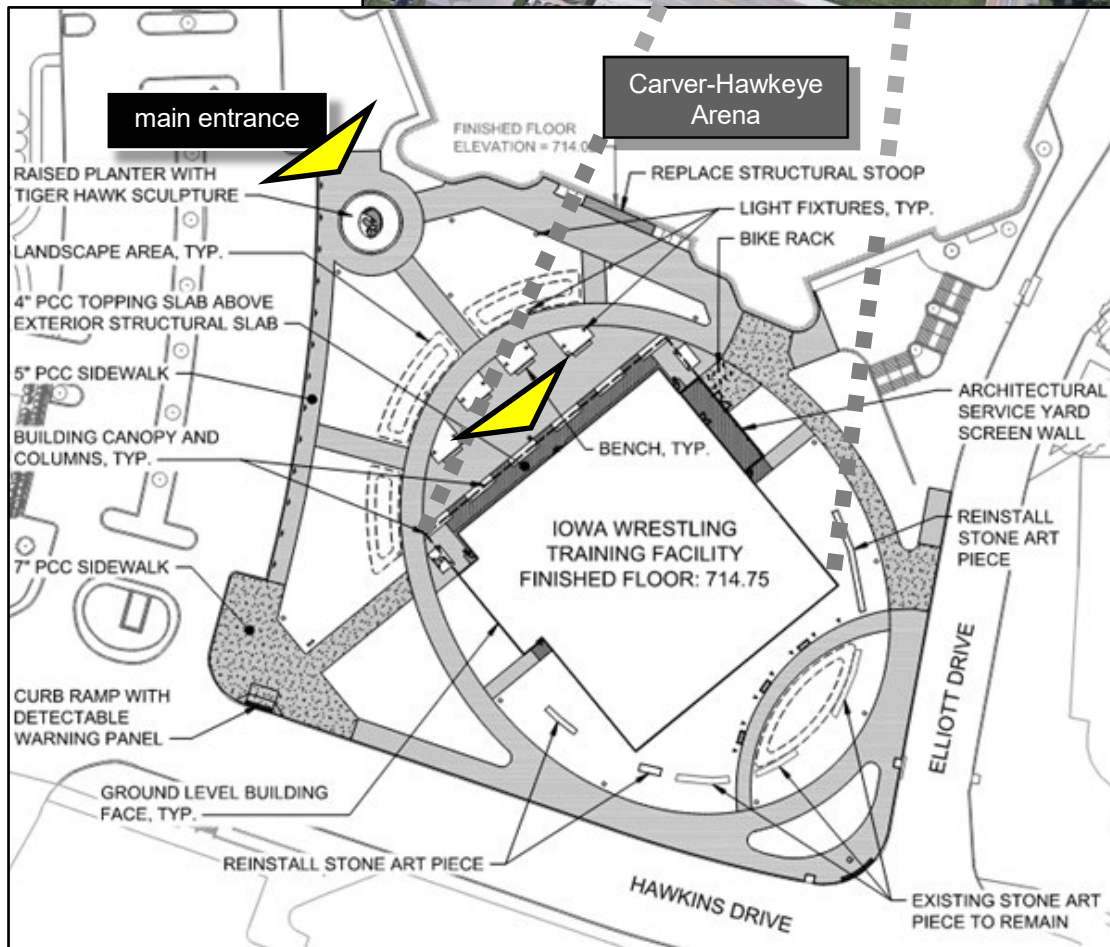 main entrance
Carver-Hawkeye
Arena
FINISHED FLOOR
ELEVATION = 714.0
REPLACE STRUCTURAL STOOP
RAISED PLANTER WITH
TIGER HAWK SCULPTURE
LIGHT FIXTURES, TYP.
BIKE RACK
LANDSCAPE AREA, TYP.
4" PCC TOPPING SLAB ABOVE
EXTERIOR STRUCTURAL SLAB
5" PCC SIDEWALK
ARCHITECTURAL
SERVICE YARD
SCREEN WALL
BUILDING CANOPY AND
COLUMNS, TYP.
BENCH, TYP.
IOWA WRESTLING
TRAINING FACILITY
FINISHED FLOOR: 714.75
REINSTALL
STONE ART
PIECE
7" PCC SIDEWALK
CURB RAMP WITH
DETECTABLE
WARNING PANEL
ELLIOTT DRIVE
GROUND LEVEL BUILDING
FACE, TYP.
REINSTALL STONE ART PIECE
HAWKINS DRIVE
EXISTING STONE ART
PIECE TO REMAIN